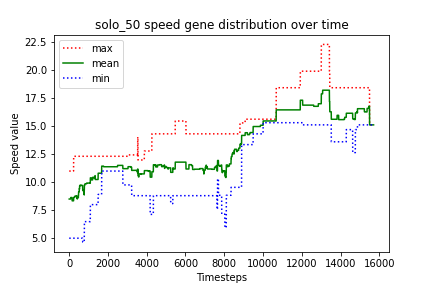 solo_50 speed gene distribution over time
max
mean
min
Speed value
22.5
20.0
17.5
15.0
12.5
10.0
7.5
5.0
0 2000 4000 6000 8000 10000 12000 14000 16000
Timesteps